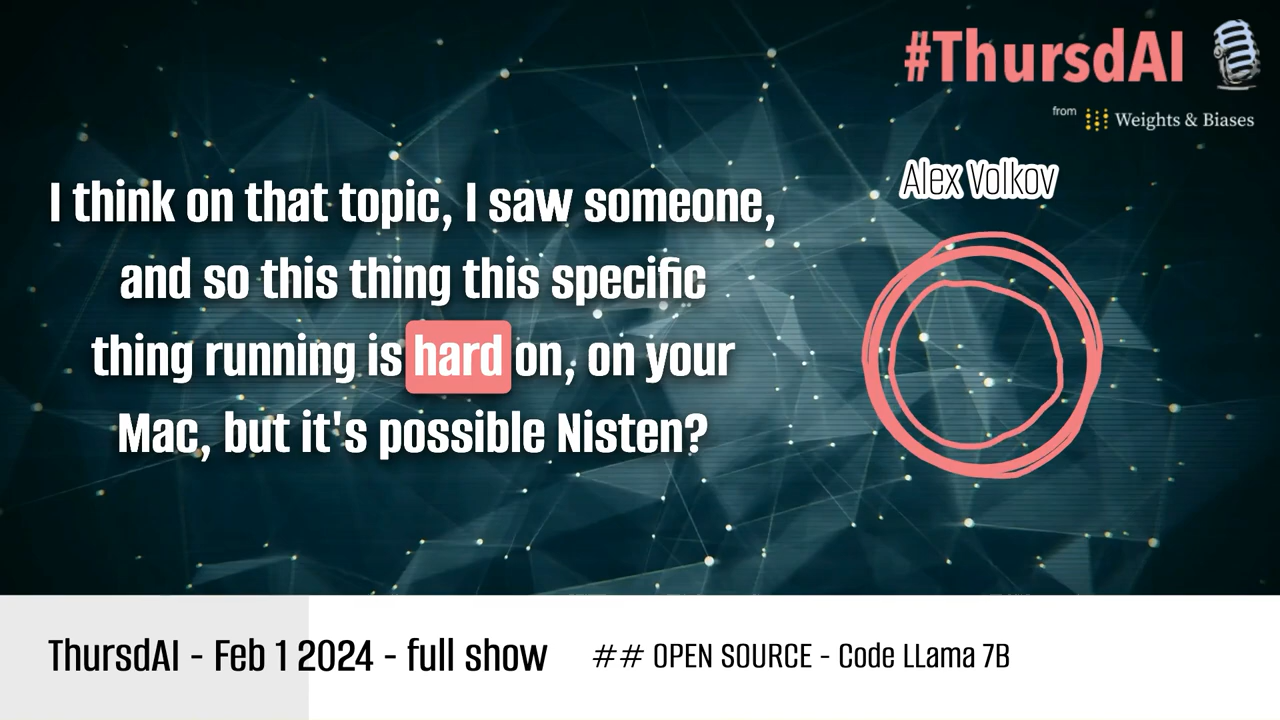 #ThursdAI
from Weights & Biases
Alex Volkov
I think on that topic, I saw someone,
and so this thing this specific
thing running is hard on, on your
Mac, but it's possible Nisten?
ThursdAI - Feb 1 2024 - full show
## OPEN SOURCE - Code LLama 7B